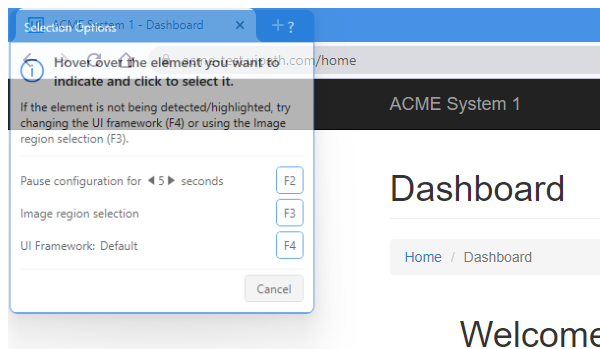 Selection Options
ACME System 1 - Dashboard
?
acme-test.uipath.com/home
Hover over the element you want to
indicate and click to select it.
If the element is not being detected/highlighted, try
changing the UI framework (F4) or using the Image
region selection (F3).
Pause configuration for 5 seconds
F2
Image region selection
F3
UI Framework: Default
F4
Cancel
ACME System 1
Dashboard
Home / Dashboard
Welcome